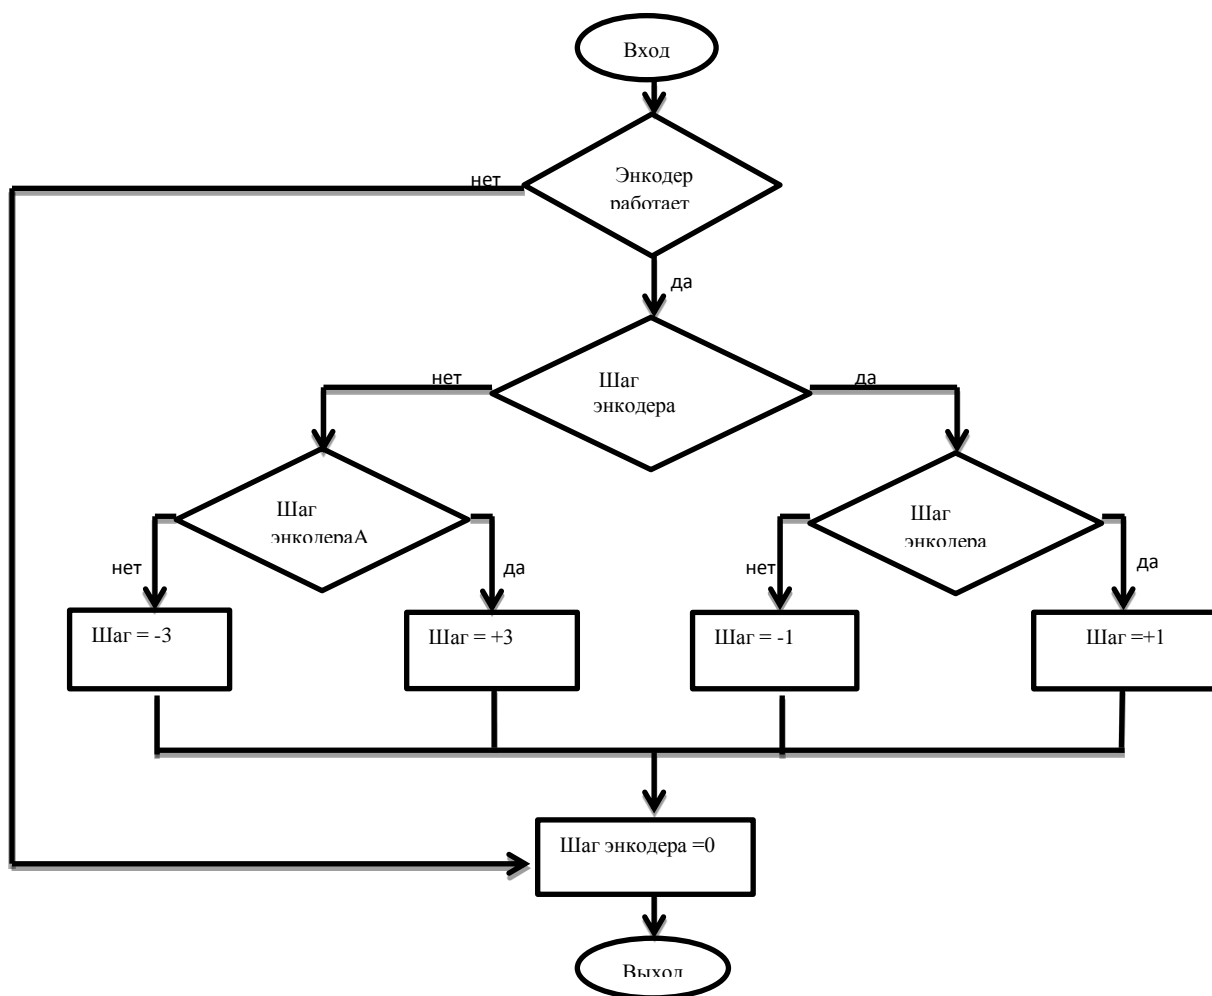 Вход
Энкодер
работает
нет
да
Шаг
энкодера
нет
да
Шаг
энкодераА
Шаг
энкодера
нет
да
нет
да
Шаг = -3
Шаг = +3
Шаг = -1
Шаг =+1
Шаг энкодера =0
Выход